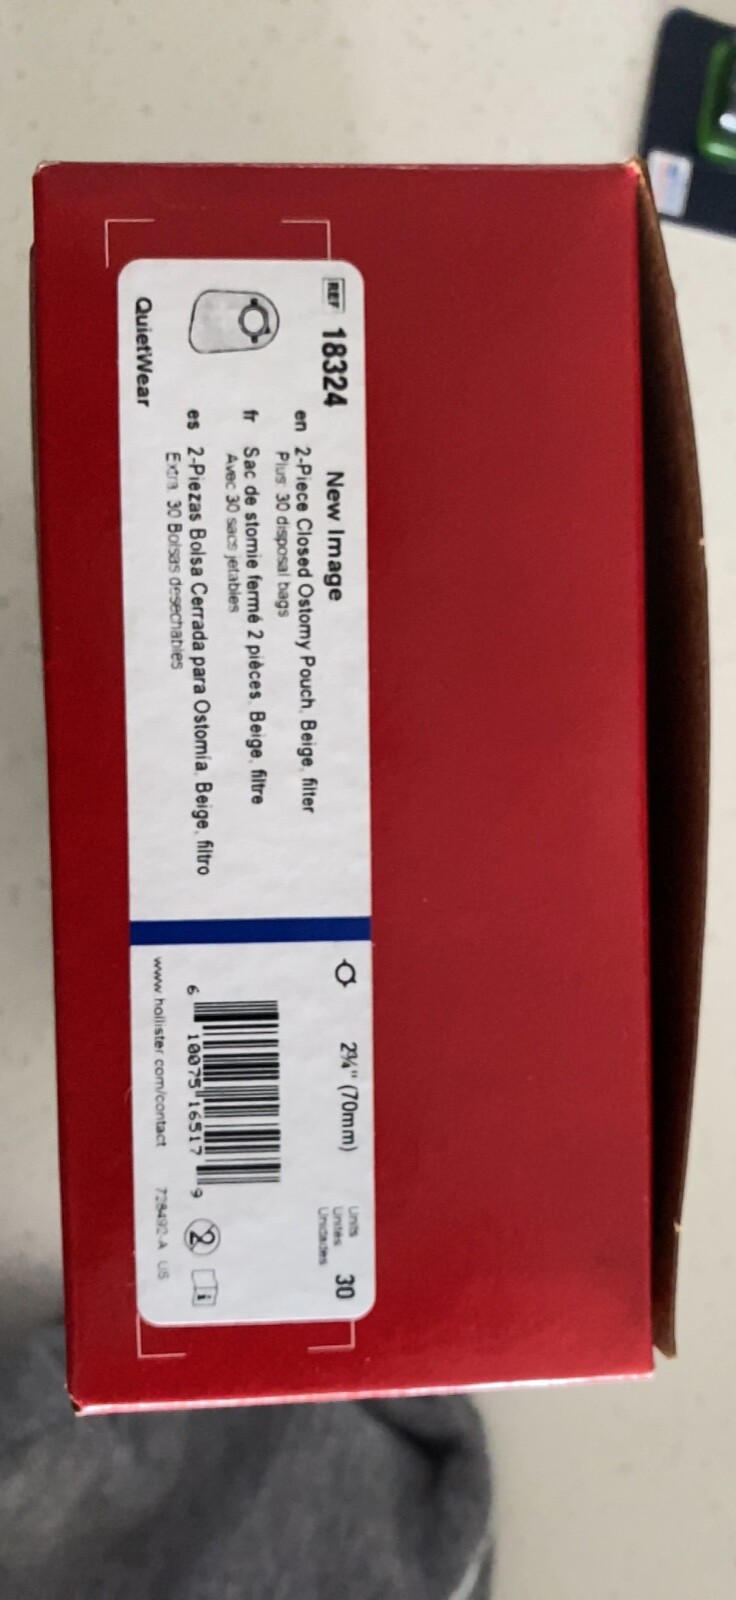 REF 18324 New Image
en 2-Piece Closed Ostomy Pouch, Beige, filter
Plus: 30 disposal bags
fr Sac de stomie fermé 2 pièces, Beige, filtre
Avec 30 sacs jetables
es 2-Piezas Bolsa Cerrada para Ostomía, Beige, filtro
Extra: 30 Bolsas desechables
QuietWear
2¾" (70mm)
Units
Unités
Unidades
30
6 10075 16517 9
2
i
www.hollister.com/contact 728492-A US